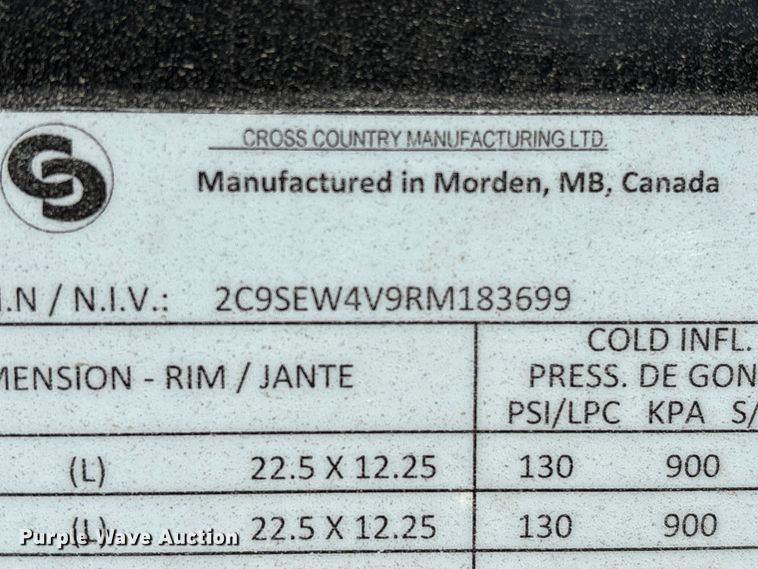 CROSS COUNTRY MANUFACTURING LTD.
Manufactured in Morden, MB, Canada
I.N / N.I.V.: 2C9SEW4V9RM183699
MENSION - RIM / JANTE
COLD INFL.
PRESS. DE GON
PSI/LPC KPA S/
(L) 22.5 X 12.25 130 900
(L) 22.5 X 12.25 130 900
Purple Wave Auction